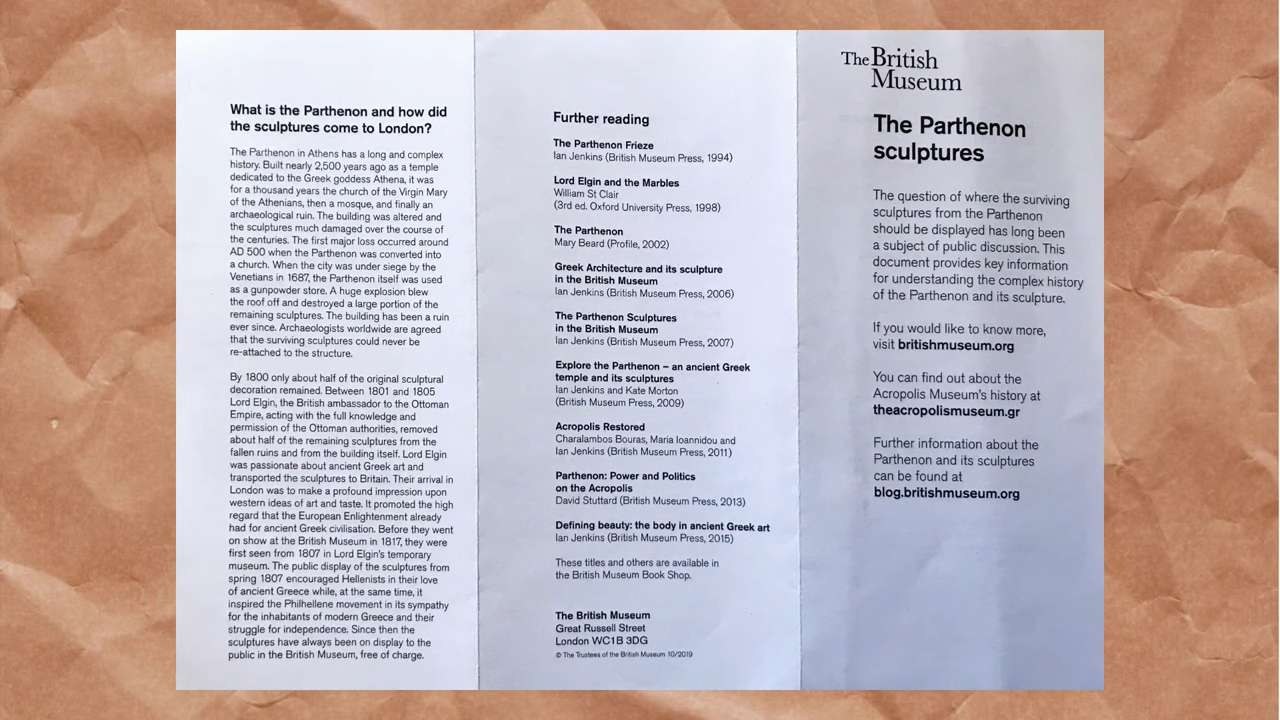 What is the Parthenon and how did
the sculptures come to London?
The Parthenon in Athens has a long and complex
history. Built nearly 2,500 years ago as a temple
dedicated to the Greek goddess Athena, it was
for a thousand years the church of the Virgin Mary
of the Athenians, then a mosque, and finally an
archaeological ruin. The building was altered and
the sculptures much damaged over the course of
the centuries. The first major loss occurred around
AD 500 when the Parthenon was converted into
a church. When the city was under siege by the
Venetians in 1687, the Parthenon itself was used
as a gunpowder store. A huge explosion blew
the roof off and destroyed a large portion of the
remaining sculptures. The building has been a ruin
ever since. Archaeologists worldwide are agreed
that the surviving sculptures could never be
re-attached to the structure.
By 1800 only about half of the original sculptural
decoration remained. Between 1801 and 1805
Lord Elgin, the British ambassador to the Ottoman
Empire, acting with the full knowledge and
permission of the Ottoman authorities, removed
about half of the remaining sculptures from the
fallen ruins and from the building itself. Lord Elgin
was passionate about ancient Greek art and
transported the sculptures to Britain. Their arrival in
London was to make a profound impression upon
western ideas of art and taste. It promoted the high
regard that the European Enlightenment already
had for ancient Greek civilisation. Before they went
on show at the British Museum in 1817, they were
first seen from 1807 in Lord Elgin's temporary
museum. The public display of the sculptures from
spring 1807 encouraged Hellenists in their love
of ancient Greece while, at the same time, it
inspired the Philhellene movement in its sympathy
for the inhabitants of modern Greece and their
struggle for independence. Since then the
sculptures have always been on display to the
public in the British Museum, free of charge.
Further reading
The Parthenon Frieze
Ian Jenkins (British Museum Press, 1994)
Lord Elgin and the Marbles
William St Clair
(3rd ed. Oxford University Press, 1998)
The Parthenon
Mary Beard (Profile, 2002)
Greek Architecture and its sculpture
in the British Museum
Ian Jenkins (British Museum Press, 2006)
The Parthenon Sculptures
in the British Museum
Ian Jenkins (British Museum Press, 2007)
Explore the Parthenon – an ancient Greek
temple and its sculptures
Ian Jenkins and Kate Morton
(British Museum Press, 2009)
Acropolis Restored
Charalambos Bouras, Maria Ioannidou and
Ian Jenkins (British Museum Press, 2011)
Parthenon: Power and Politics
on the Acropolis
David Stuttard (British Museum Press, 2013)
Defining beauty: the body in ancient Greek art
Ian Jenkins (British Museum Press, 2015)
These titles and others are available in
the British Museum Book Shop.
The British Museum
Great Russell Street
London WC1B 3DG
© The Trustees of the British Museum 10/2019
The British
Museum
The Parthenon
sculptures
The question of where the surviving
sculptures from the Parthenon
should be displayed has long been
a subject of public discussion. This
document provides key information
for understanding the complex history
of the Parthenon and its sculpture.
If you would like to know more,
visit britishmuseum.org
You can find out about the
Acropolis Museum's history at
theacropolismuseum.gr
Further information about the
Parthenon and its sculptures
can be found at
blog.britishmuseum.org